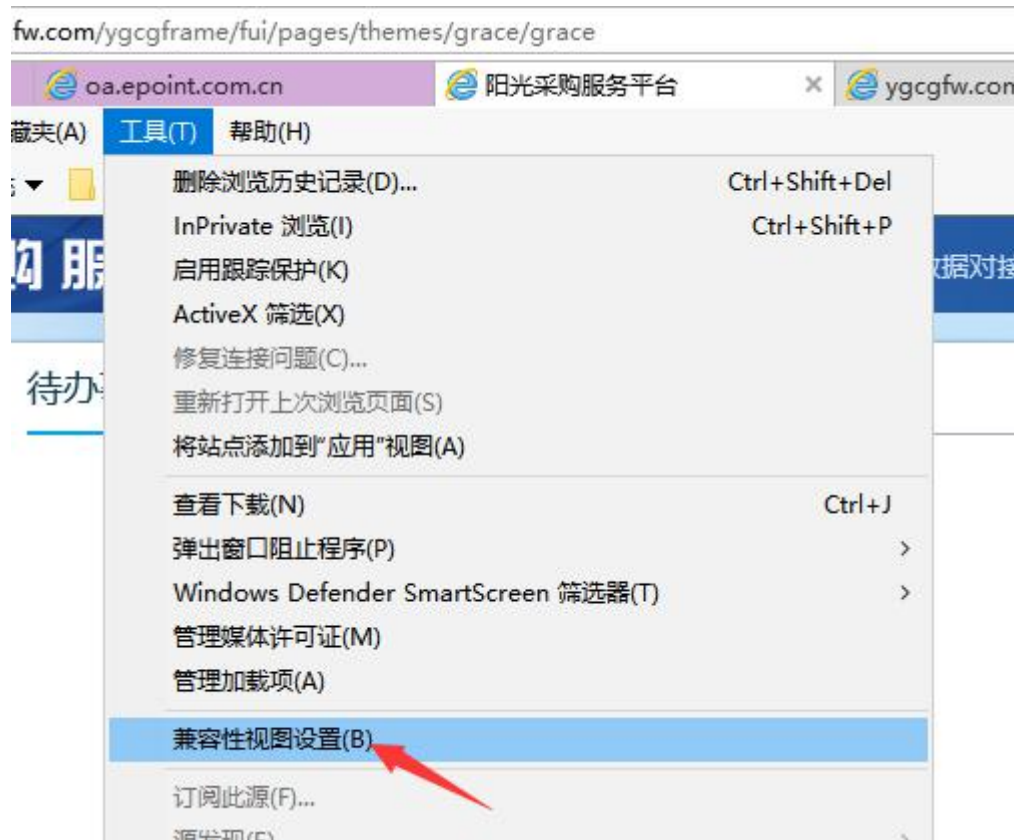 fw.com/ygcgframe/fui/pages/themes/grace/grace
oa.epoint.com.cn 阳光采购服务平台 × ygcgfw.com
藏夹(A) 工具(T) 帮助(H)
删除浏览历史记录(D)... Ctrl+Shift+Del
InPrivate 浏览(I) Ctrl+Shift+P
购 服
启用跟踪保护(K)
数据对接
ActiveX 筛选(X)
修复连接问题(C)...
待办
重新打开上次浏览页面(S)
将站点添加到"应用"视图(A)
查看下载(N) Ctrl+J
弹出窗口阻止程序(P)
Windows Defender SmartScreen 筛选器(T)
管理媒体许可证(M)
管理加载项(A)
兼容性视图设置(B)
订阅此源(F)...
源发现(E)